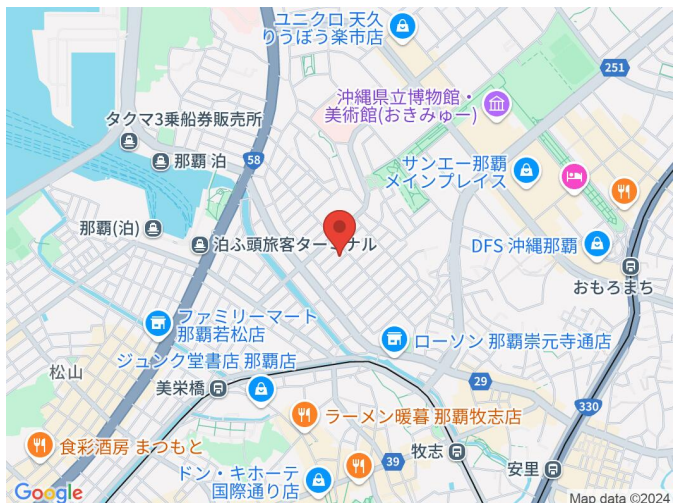 ユニクロ 天久
りうぼう楽市店
251
沖縄県立博物館・
美術館(おきみゅー)
タクマ3乗船券販売所
那覇 泊
58
サンエー那覇
メインプレイス
那覇(泊)
泊ふ頭旅客ターミナル
DFS 沖縄那覇
おもろまち
ファミリーマート
那覇若松店
ローソン 那覇崇元寺通店
ジュンク堂書店 那覇店
松山
美栄橋
29
330
ラーメン暖暮 那覇牧志店
食彩酒房 まつもと
39
牧志
安里
ドン・キホーテ
国際通り店
Google
Map data ©2024